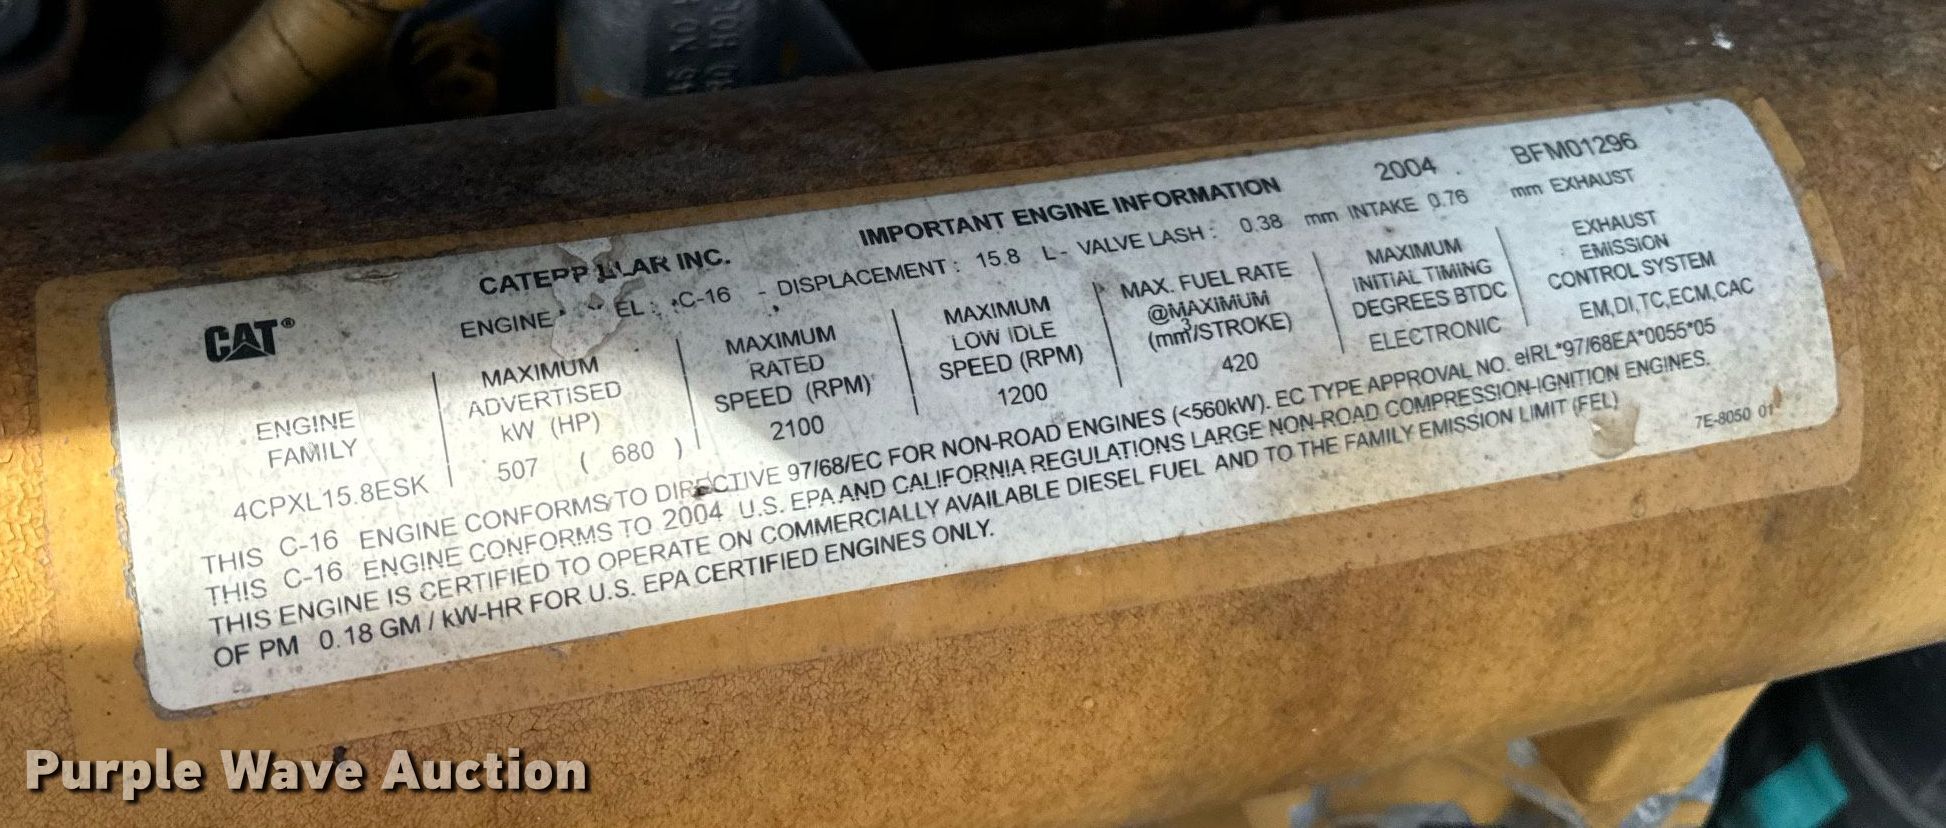 AS NO
IMPORTANT ENGINE INFORMATION 2004 BFM01296
CATERP LLAR INC.
ENGINE EL : C-16 - DISPLACEMENT : 15.8 L - VALVE LASH : 0.38 mm INTAKE 0.76 mm EXHAUST
CAT®
ENGINE
FAMILY
4CPXL15.8ESK
MAXIMUM
ADVERTISED
kW (HP)
507 ( 680 )
MAXIMUM
RATED
SPEED (RPM)
2100
MAXIMUM
LOW IDLE
SPEED (RPM)
1200
MAX. FUEL RATE
@MAXIMUM
(mm³/STROKE)
420
MAXIMUM
INITIAL TIMING
DEGREES BTDC
ELECTRONIC
EXHAUST
EMISSION
CONTROL SYSTEM
EM,DI,TC,ECM,CAC
THIS C-16 ENGINE CONFORMS TO DIRECTIVE 97/68/EC FOR NON-ROAD ENGINES (<560kW). EC TYPE APPROVAL NO. eIRL*97/68EA*0055*05
THIS C-16 ENGINE CONFORMS TO 2004 U.S. EPA AND CALIFORNIA REGULATIONS LARGE NON-ROAD COMPRESSION-IGNITION ENGINES.
THIS ENGINE IS CERTIFIED TO OPERATE ON COMMERCIALLY AVAILABLE DIESEL FUEL AND TO THE FAMILY EMISSION LIMIT (FEL)
OF PM 0.18 GM / kW-HR FOR U.S. EPA CERTIFIED ENGINES ONLY.
7E-8050 01
Purple Wave Auction